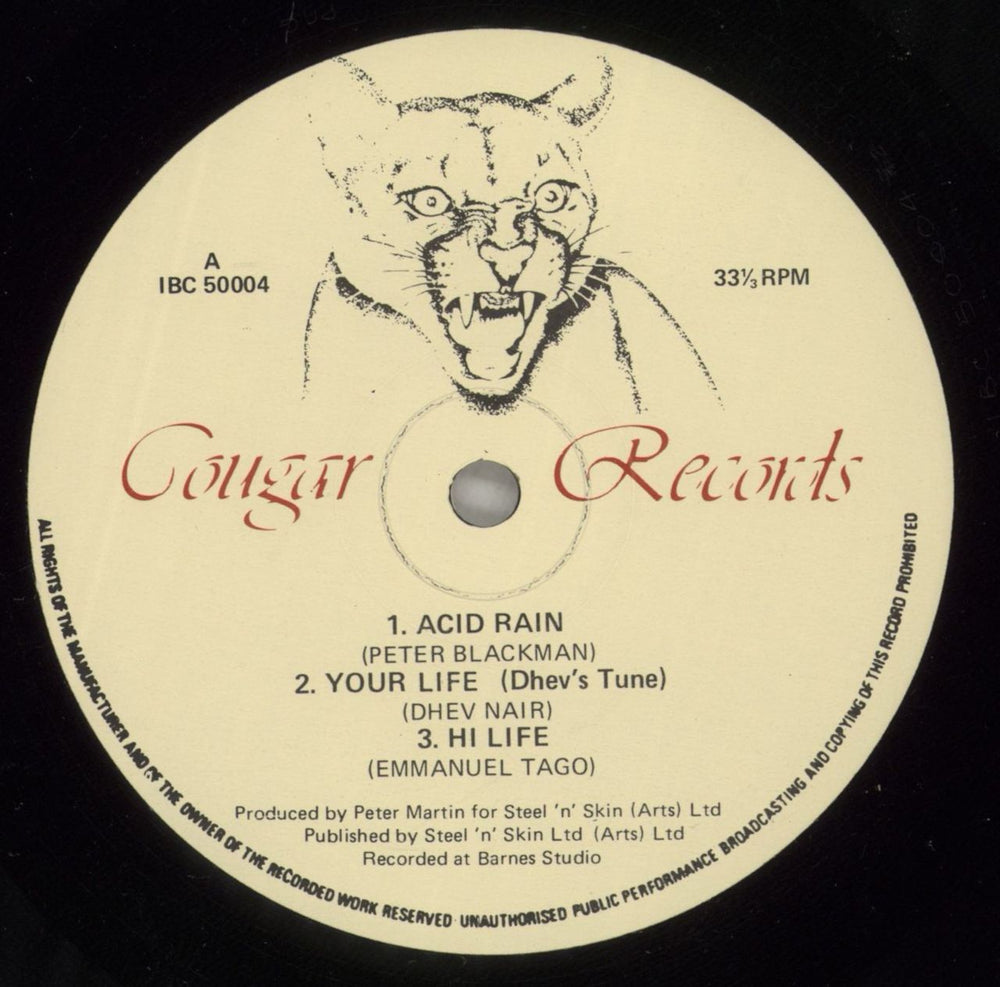 A
IBC 50004
33⅓ RPM
Cougar Records
1. ACID RAIN
(PETER BLACKMAN)
2. YOUR LIFE (Dhev's Tune)
(DHEV NAIR)
3. HI LIFE
(EMMANUEL TAGO)
Produced by Peter Martin for Steel 'n' Skin (Arts) Ltd
Published by Steel 'n' Skin Ltd (Arts) Ltd
Recorded at Barnes Studio
ALL RIGHTS OF THE MANUFACTURER AND OF THE OWNER OF THE RECORDED WORK RESERVED · UNAUTHORISED PUBLIC PERFORMANCE BROADCASTING AND COPYING OF THIS RECORD PROHIBITED